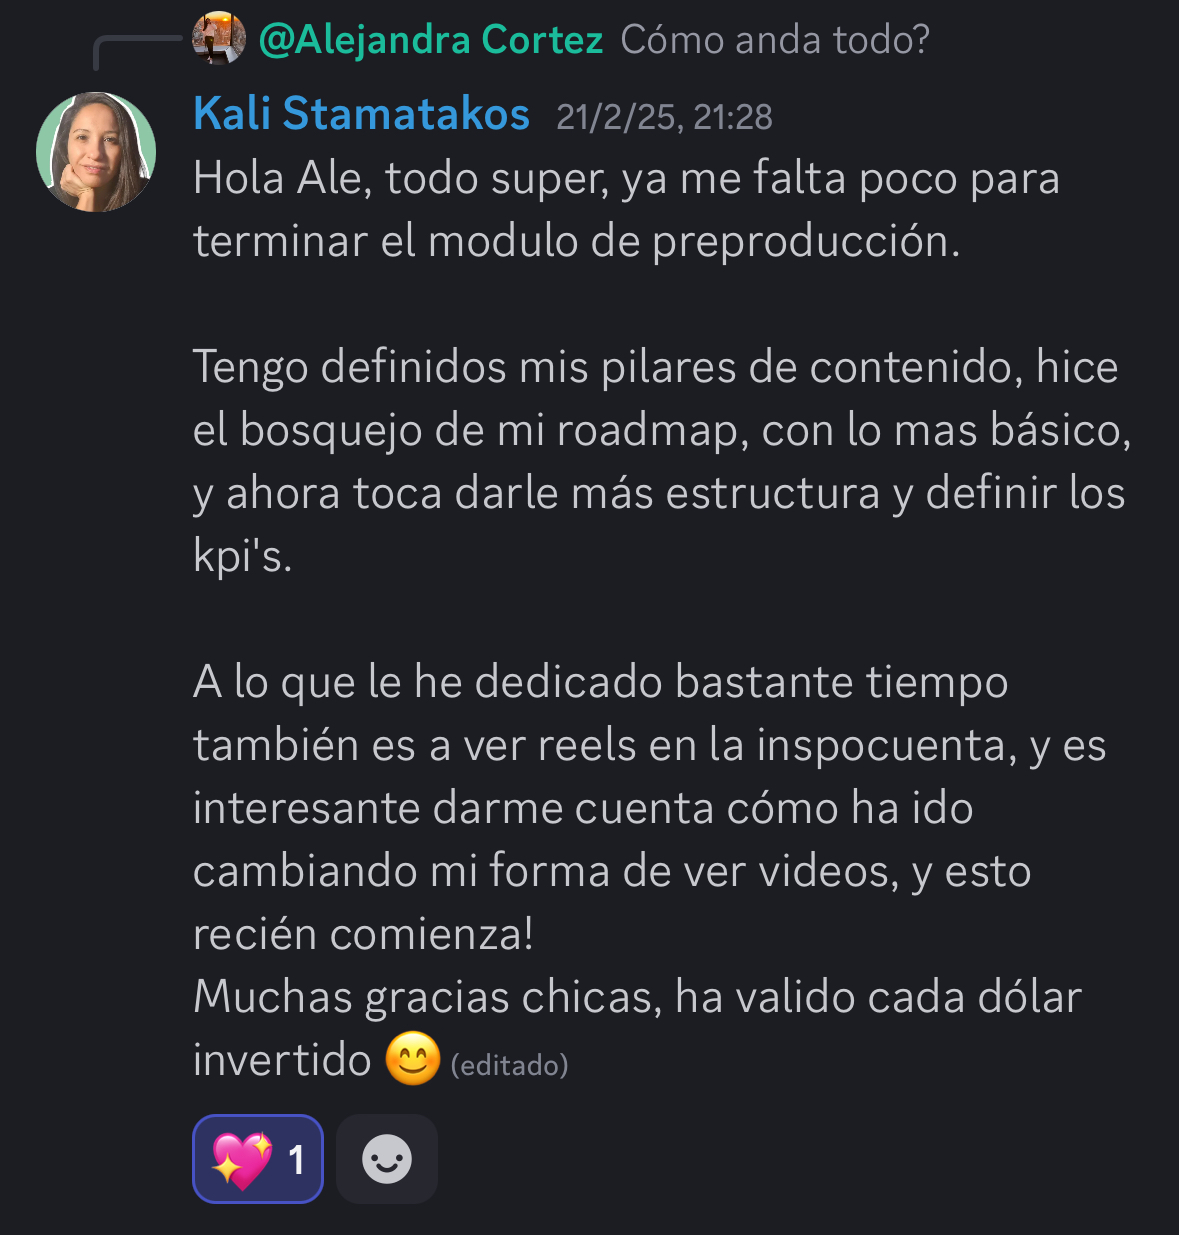 @Alejandra Cortez Cómo anda todo?
Kali Stamatakos 21/2/25, 21:28
Hola Ale, todo super, ya me falta poco para
terminar el modulo de preproducción.
Tengo definidos mis pilares de contenido, hice
el bosquejo de mi roadmap, con lo mas básico,
y ahora toca darle más estructura y definir los
kpi's.
A lo que le he dedicado bastante tiempo
también es a ver reels en la inspocuenta, y es
interesante darme cuenta cómo ha ido
cambiando mi forma de ver videos, y esto
recién comienza!
Muchas gracias chicas, ha valido cada dólar
invertido 😊 (editado)
💖 1